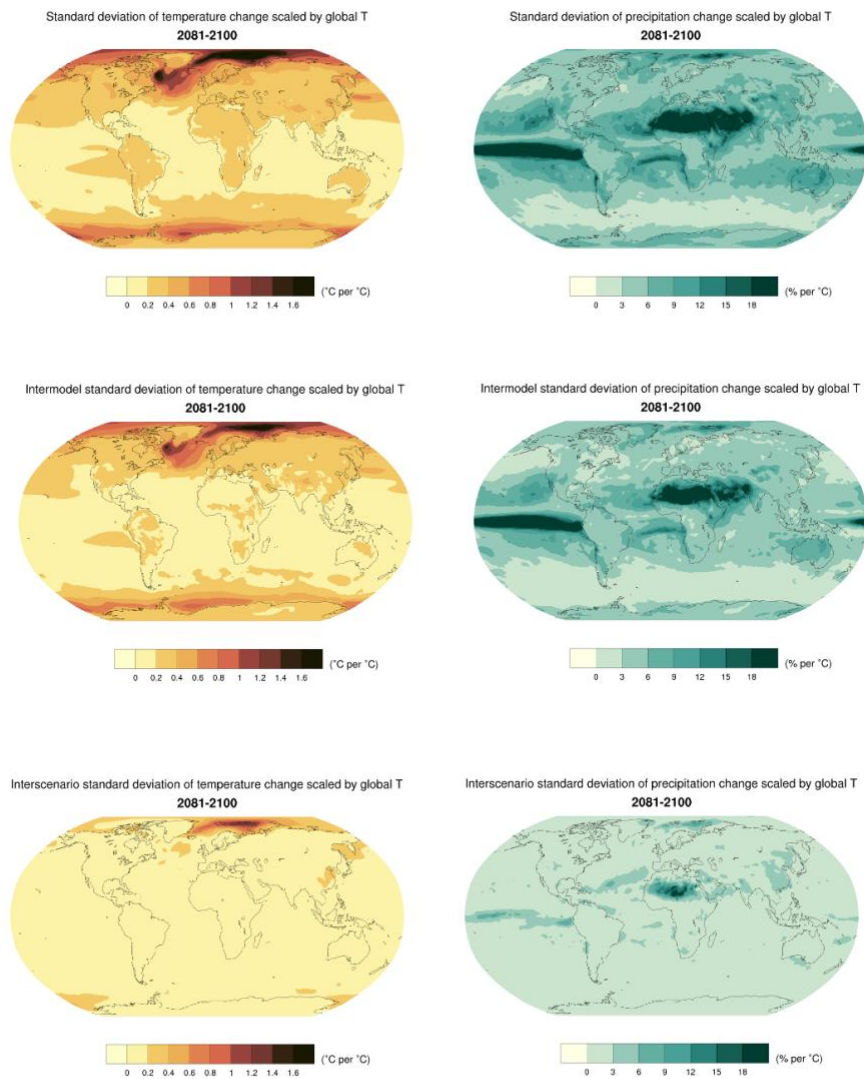 Standard deviation of temperature change scaled by global T
2081-2100
0 0.2 0.4 0.6 0.8 1 1.2 1.4 1.6
(˚C per ˚C)
Standard deviation of precipitation change scaled by global T
2081-2100
0 3 6 9 12 15 18
(% per ˚C)
Intermodel standard deviation of temperature change scaled by global T
2081-2100
0 0.2 0.4 0.6 0.8 1 1.2 1.4 1.6
(˚C per ˚C)
Intermodel standard deviation of precipitation change scaled by global T
2081-2100
0 3 6 9 12 15 18
(% per ˚C)
Interscenario standard deviation of temperature change scaled by global T
2081-2100
0 0.2 0.4 0.6 0.8 1 1.2 1.4 1.6
(˚C per ˚C)
Interscenario standard deviation of precipitation change scaled by global T
2081-2100
0 3 6 9 12 15 18
(% per ˚C)